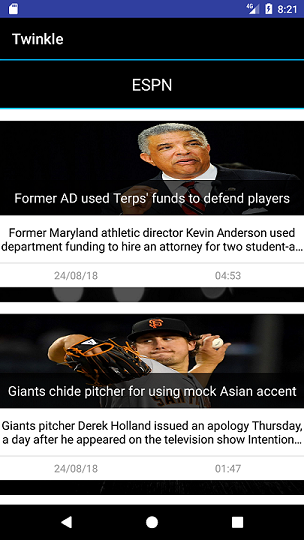 4G 8:21
Twinkle
ESPN
Former AD used Terps' funds to defend players
Former Maryland athletic director Kevin Anderson used
department funding to hire an attorney for two student-a…
24/08/18 04:53
Giants chide pitcher for using mock Asian accent
Giants pitcher Derek Holland issued an apology Thursday,
a day after he appeared on the television show Intention…
24/08/18 01:47